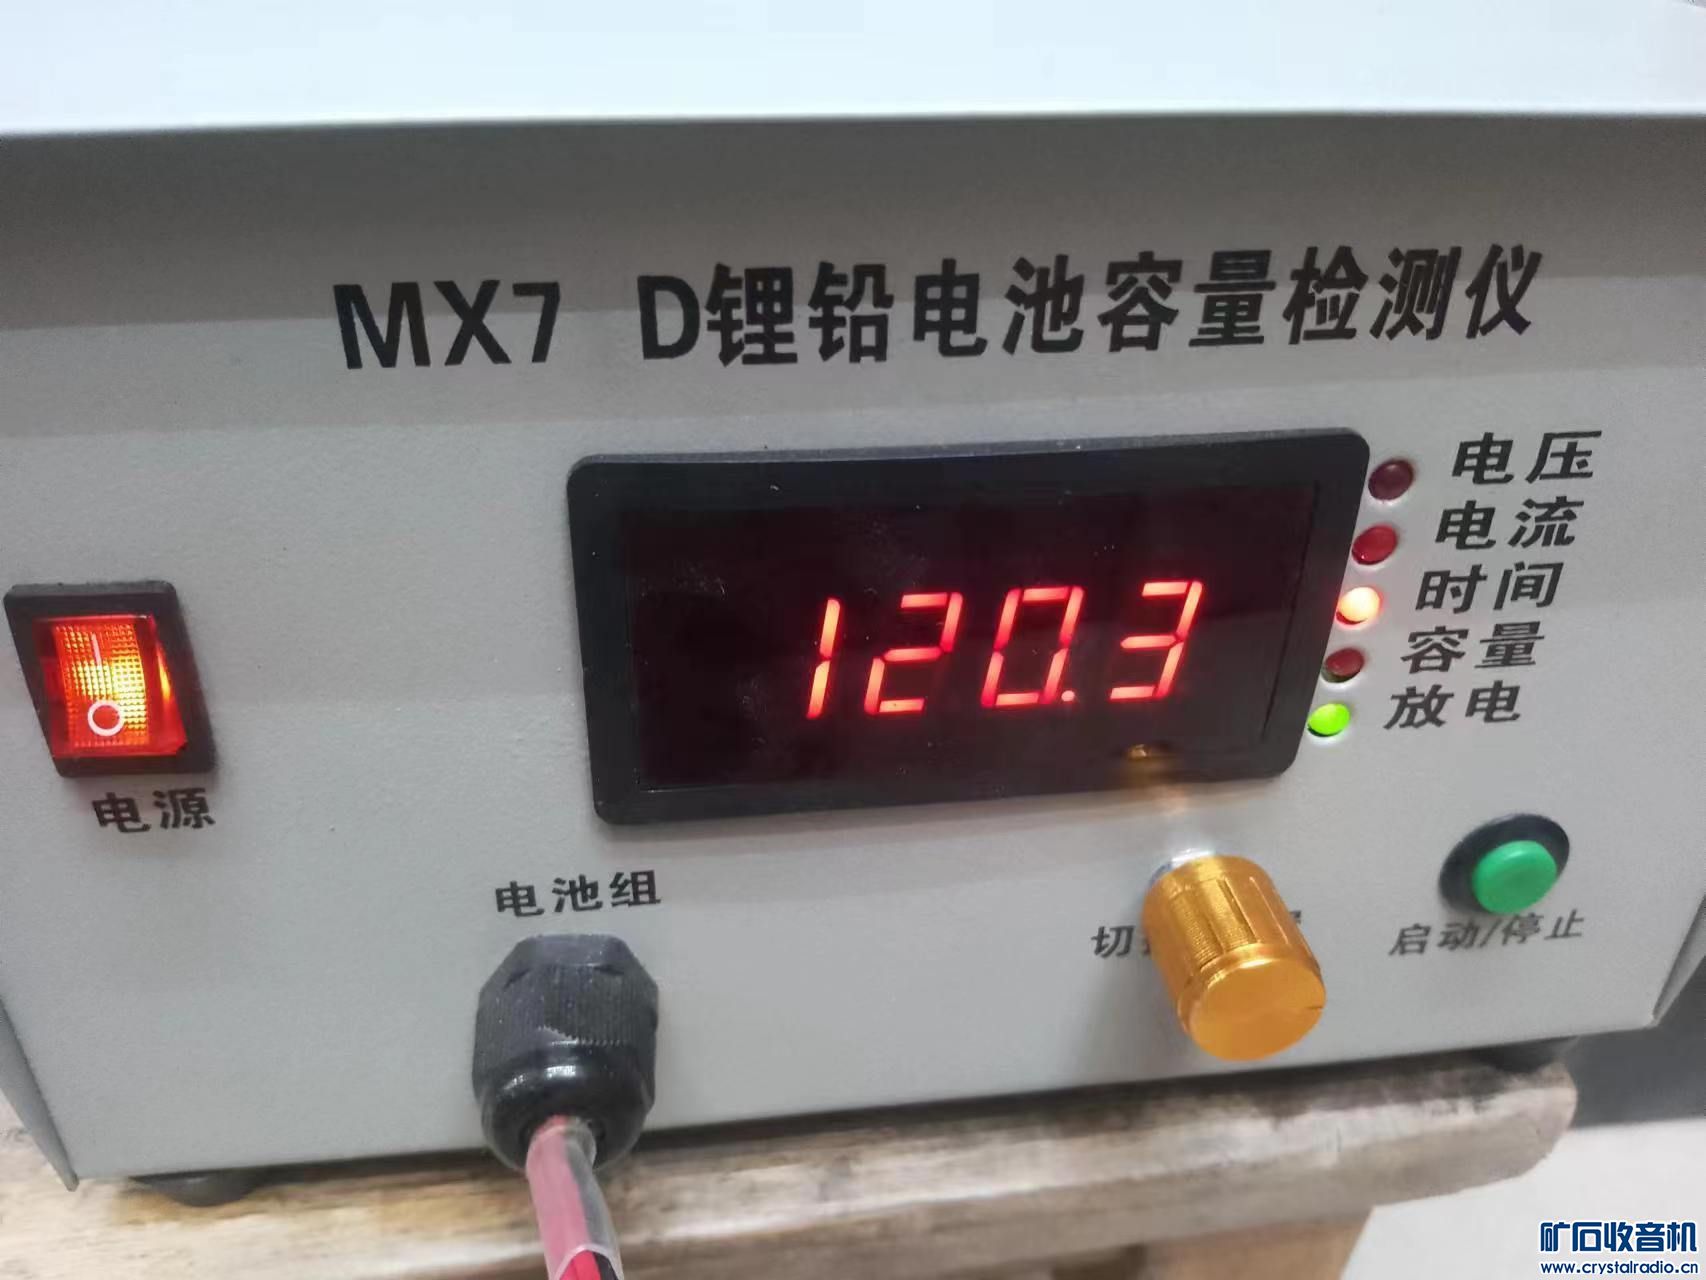 MX7 D锂铅电池容量检测仪
电压
电流
时间
容量
放电
120.3
电源
电池组
切
启动/停止
矿石收音机
www.crystalradio.cn